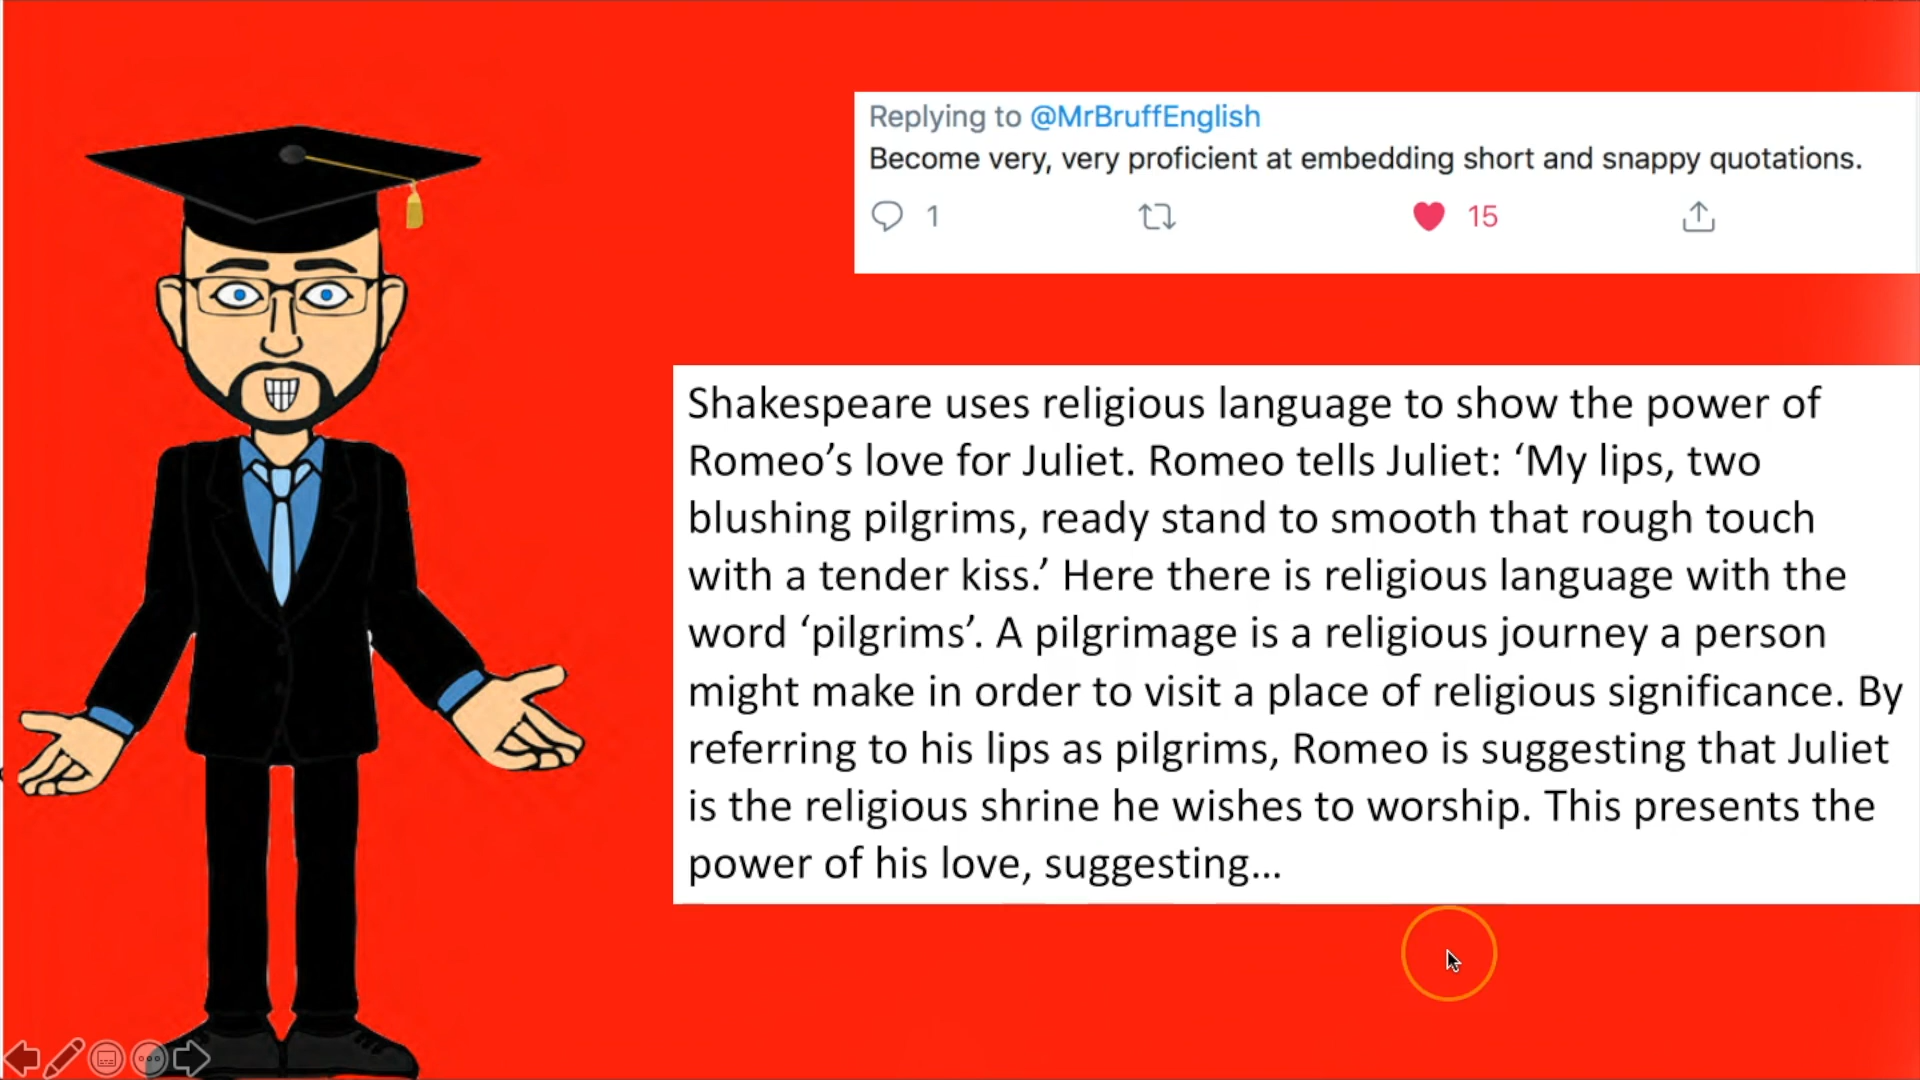 Replying to @MrBruffEnglish
Become very, very proficient at embedding short and snappy quotations.
1 15
Shakespeare uses religious language to show the power of
Romeo’s love for Juliet. Romeo tells Juliet: ‘My lips, two
blushing pilgrims, ready stand to smooth that rough touch
with a tender kiss.’ Here there is religious language with the
word ‘pilgrims’. A pilgrimage is a religious journey a person
might make in order to visit a place of religious significance. By
referring to his lips as pilgrims, Romeo is suggesting that Juliet
is the religious shrine he wishes to worship. This presents the
power of his love, suggesting...